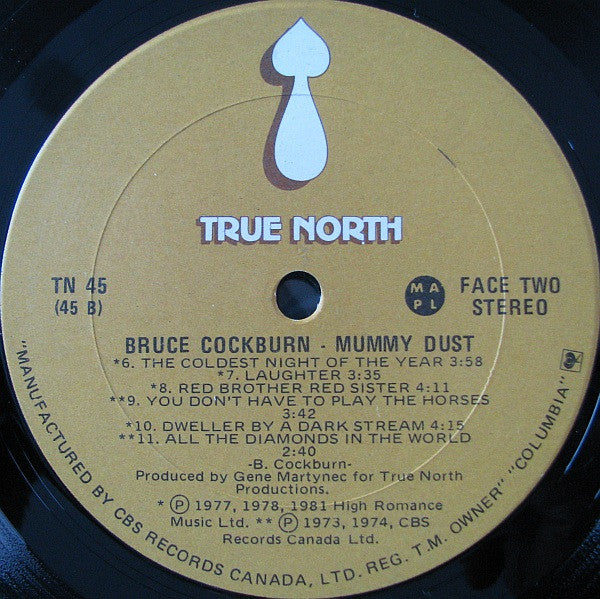 TRUE NORTH
TN 45
(45 B)
M A
P L
FACE TWO
STEREO
BRUCE COCKBURN - MUMMY DUST
*6. THE COLDEST NIGHT OF THE YEAR 3:58
*7. LAUGHTER 3:35
*8. RED BROTHER RED SISTER 4:11
**9. YOU DON'T HAVE TO PLAY THE HORSES
3:42
*10. DWELLER BY A DARK STREAM 4:15
**11. ALL THE DIAMONDS IN THE WORLD
2:40
-B. Cockburn-
Produced by Gene Martynec for True North
Productions.
* Ⓟ 1977, 1978, 1981 High Romance
Music Ltd. ** Ⓟ 1973, 1974, CBS
Records Canada Ltd.
"MANUFACTURED BY CBS RECORDS CANADA, LTD. REG. T.M. OWNER" "COLUMBIA"